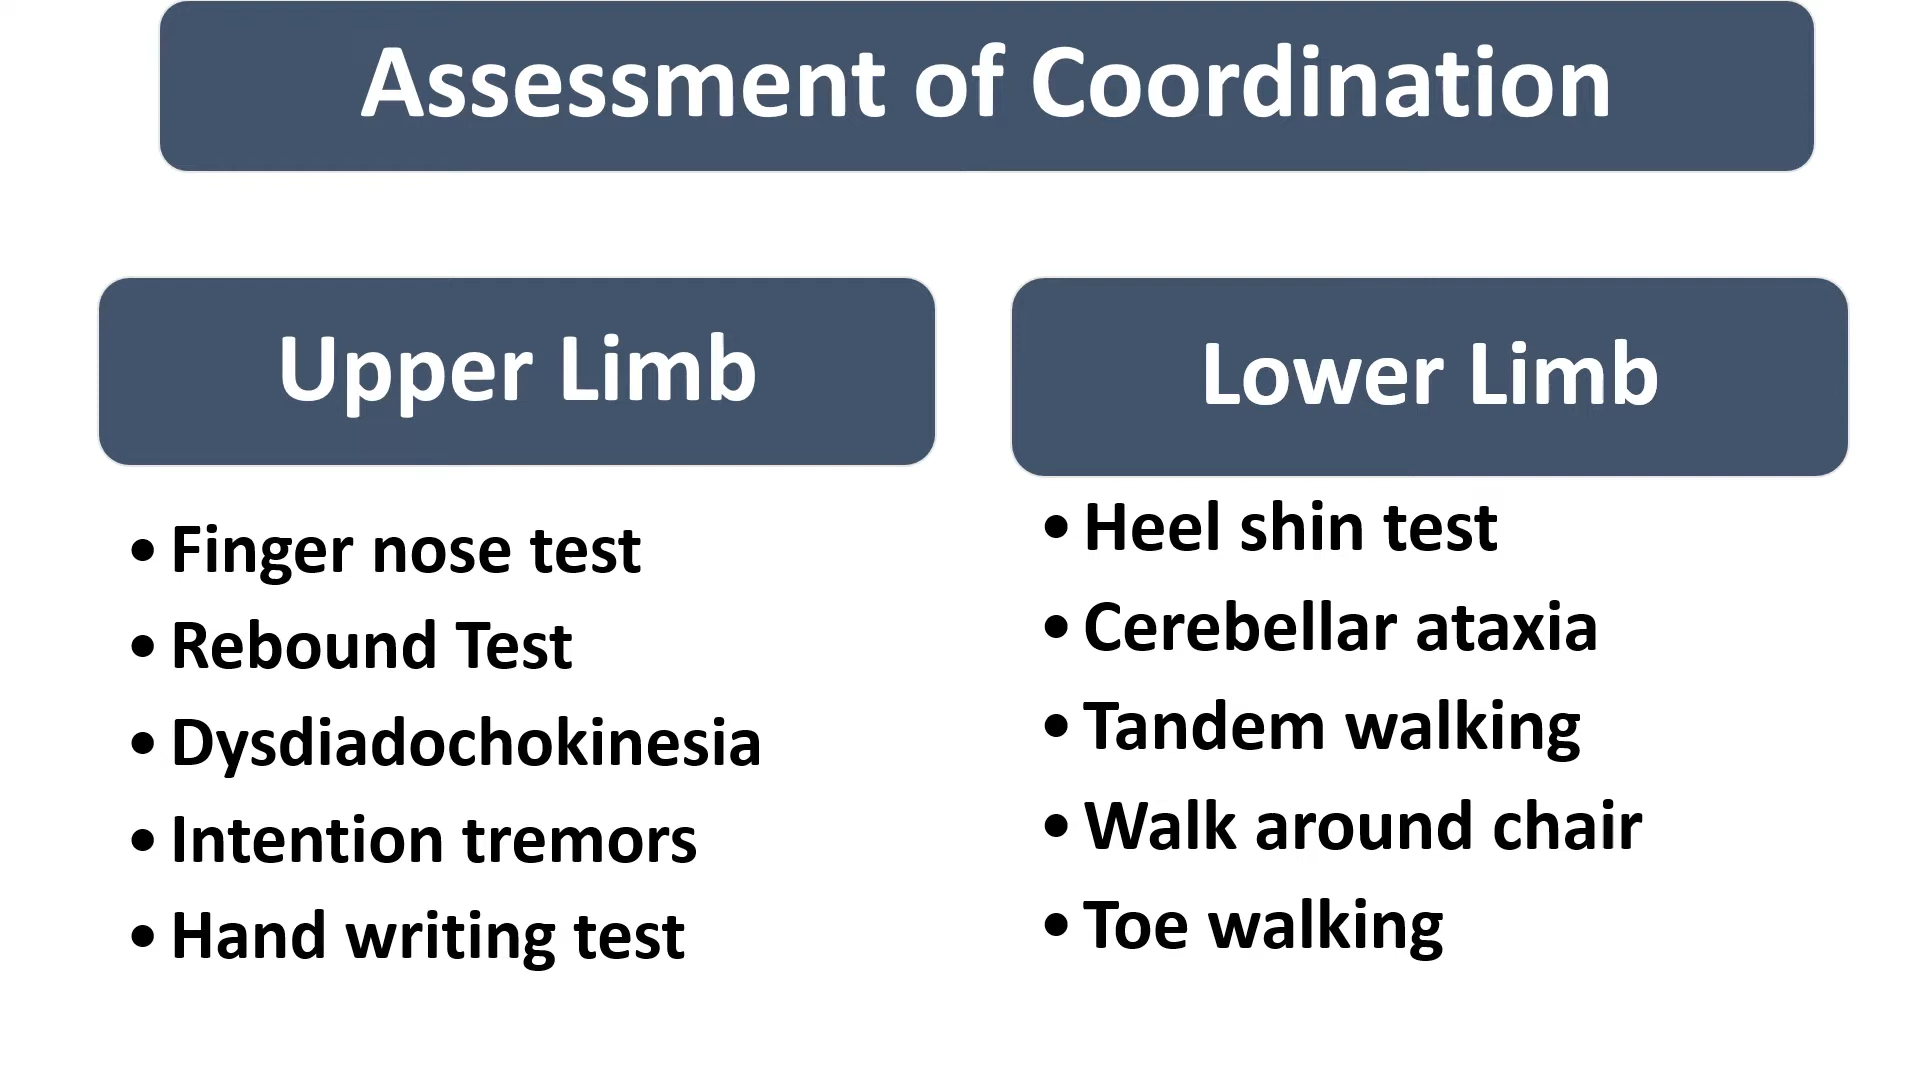 Assessment of Coordination
Upper Limb
• Finger nose test
• Rebound Test
• Dysdiadochokinesia
• Intention tremors
• Hand writing test
Lower Limb
• Heel shin test
• Cerebellar ataxia
• Tandem walking
• Walk around chair
• Toe walking